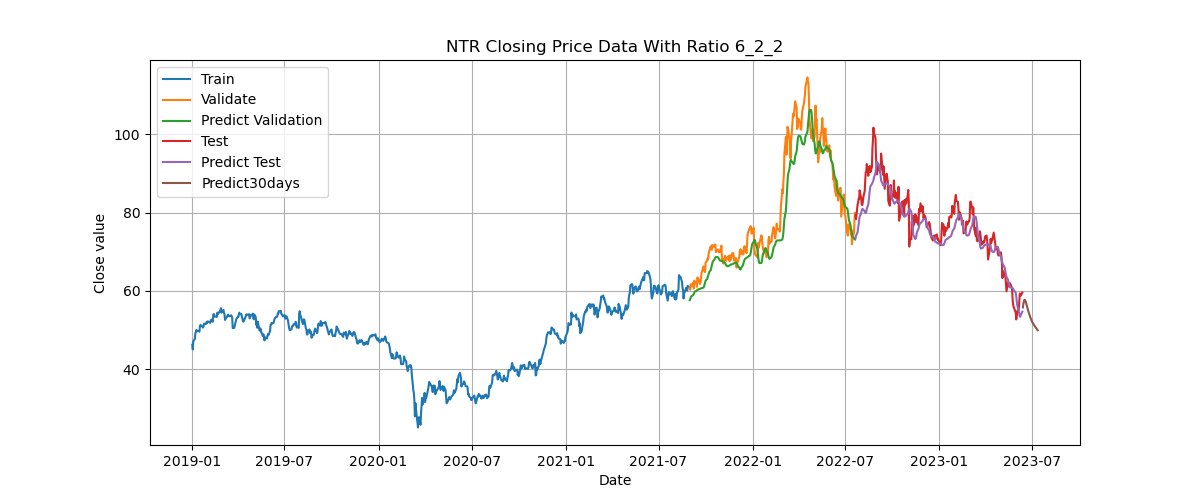 NTR Closing Price Data With Ratio 6_2_2
Train
Validate
Predict Validation
Test
Predict Test
Predict30days
Close value
100
80
60
40
2019-01 2019-07 2020-01 2020-07 2021-01 2021-07 2022-01 2022-07 2023-01 2023-07
Date